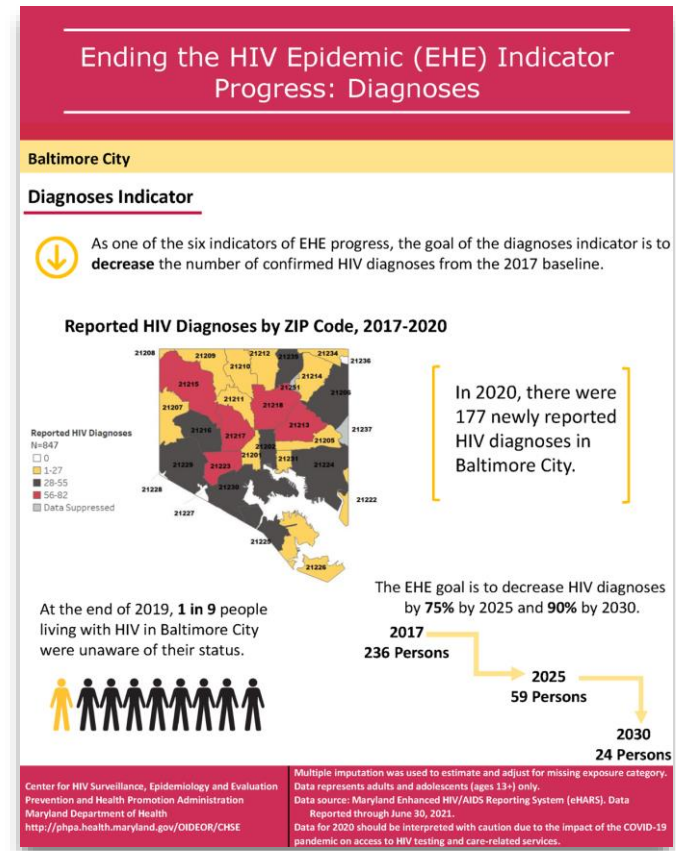 Ending the HIV Epidemic (EHE) Indicator
Progress: Diagnoses
Baltimore City
Diagnoses Indicator
As one of the six indicators of EHE progress, the goal of the diagnoses indicator is to
decrease the number of confirmed HIV diagnoses from the 2017 baseline.
Reported HIV Diagnoses by ZIP Code, 2017-2020
21208
21209
21212
21239
21234
21236
21210
21214
21215
21251
21206
21211
21207
21218
21213
21237
21216
21217
21205
21202
21201
21231
21229
21223
21224
21230
21228
21222
21227
21225
21226
Reported HIV Diagnoses
N=847
0
1-27
28-55
56-82
Data Suppressed
In 2020, there were
177 newly reported
HIV diagnoses in
Baltimore City.
At the end of 2019, 1 in 9 people
living with HIV in Baltimore City
were unaware of their status.
The EHE goal is to decrease HIV diagnoses
by 75% by 2025 and 90% by 2030.
2017
236 Persons
2025
59 Persons
2030
24 Persons
Center for HIV Surveillance, Epidemiology and Evaluation
Prevention and Health Promotion Administration
Maryland Department of Health
http://phpa.health.maryland.gov/OIDEOR/CHSE
Multiple imputation was used to estimate and adjust for missing exposure category.
Data represents adults and adolescents (ages 13+) only.
Data source: Maryland Enhanced HIV/AIDS Reporting System (eHARS). Data
Reported through June 30, 2021.
Data for 2020 should be interpreted with caution due to the impact of the COVID-19
pandemic on access to HIV testing and care-related services.